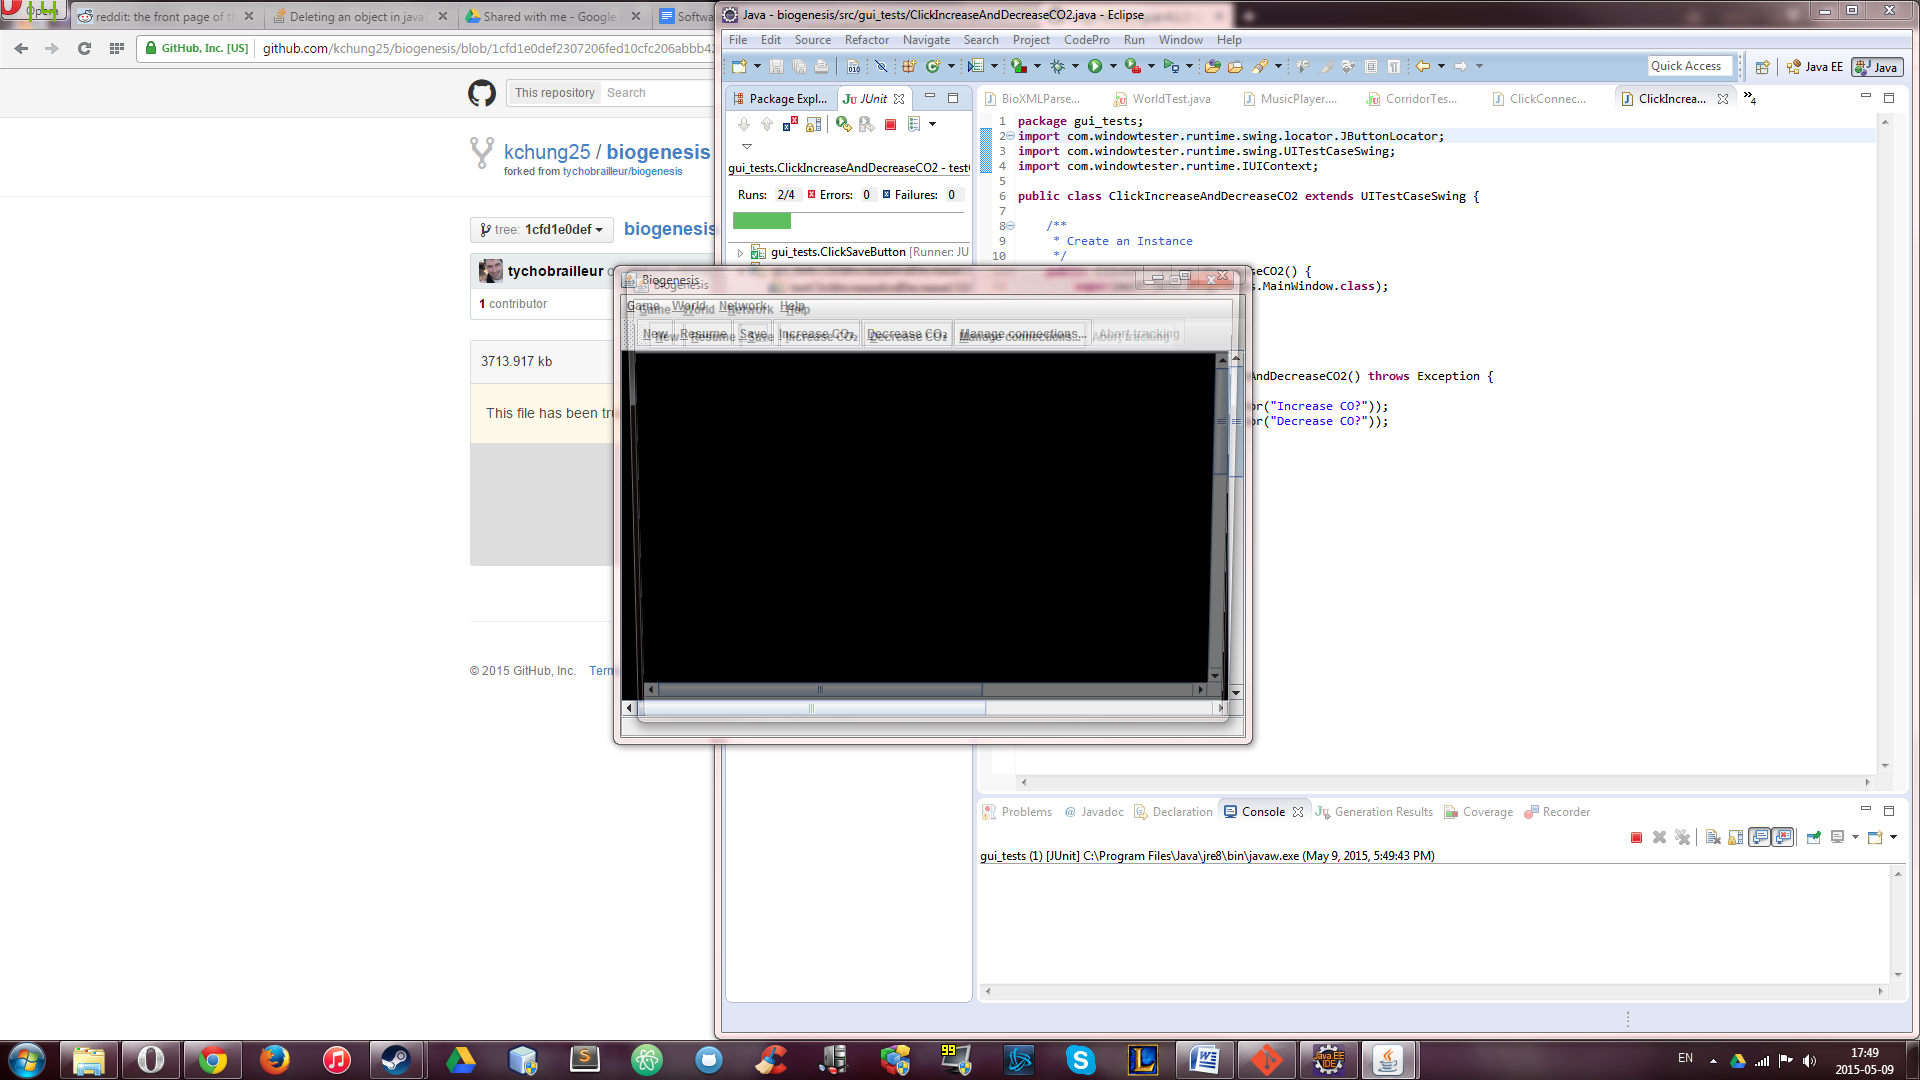 Opera
reddit: the front page of th
Deleting an object in java?
Shared with me - Google
Softwa
GitHub, Inc. [US]
github.com/kchung25/biogenesis/blob/1cfd1e0def2307206fed10cfc206abbb42
This repository
Search
kchung25 / biogenesis
forked from tychobrailleur/biogenesis
tree: 1cfd1e0def
biogenesis
tychobrailleur
1 contributor
3713.917 kb
This file has been tru
© 2015 GitHub, Inc.
Term
Java - biogenesis/src/gui_tests/ClickIncreaseAndDecreaseCO2.java - Eclipse
File Edit Source Refactor Navigate Search Project CodePro Run Window Help
Quick Access
Java EE
Java
Package Expl...
JUnit
gui_tests.ClickIncreaseAndDecreaseCO2 - test
Runs: 2/4 Errors: 0 Failures: 0
gui_tests.ClickSaveButton [Runner: JU
BioXMLParse...
WorldTest.java
MusicPlayer....
CorridorTes...
ClickConnec...
ClickIncrea...
4
1 package gui_tests;
2 import com.windowtester.runtime.swing.locator.JButtonLocator;
3 import com.windowtester.runtime.swing.UITestCaseSwing;
4 import com.windowtester.runtime.IUIContext;
5
6 public class ClickIncreaseAndDecreaseCO2 extends UITestCaseSwing {
7
8 /**
9 * Create an Instance
10 */
eCO2() {
s.MainWindow.class);
AndDecreaseCO2() throws Exception {
or("Increase CO?"));
or("Decrease CO?"));
Biogenesis
Game World Network Help
New Resume Save Increase CO₂ Decrease CO₂ Manage connections... Abort tracking
Problems
Javadoc
Declaration
Console
Generation Results
Coverage
Recorder
gui_tests (1) [JUnit] C:\Program Files\Java\jre8\bin\javaw.exe (May 9, 2015, 5:49:43 PM)
99
Java EE
IDE
EN
17:49
2015-05-09